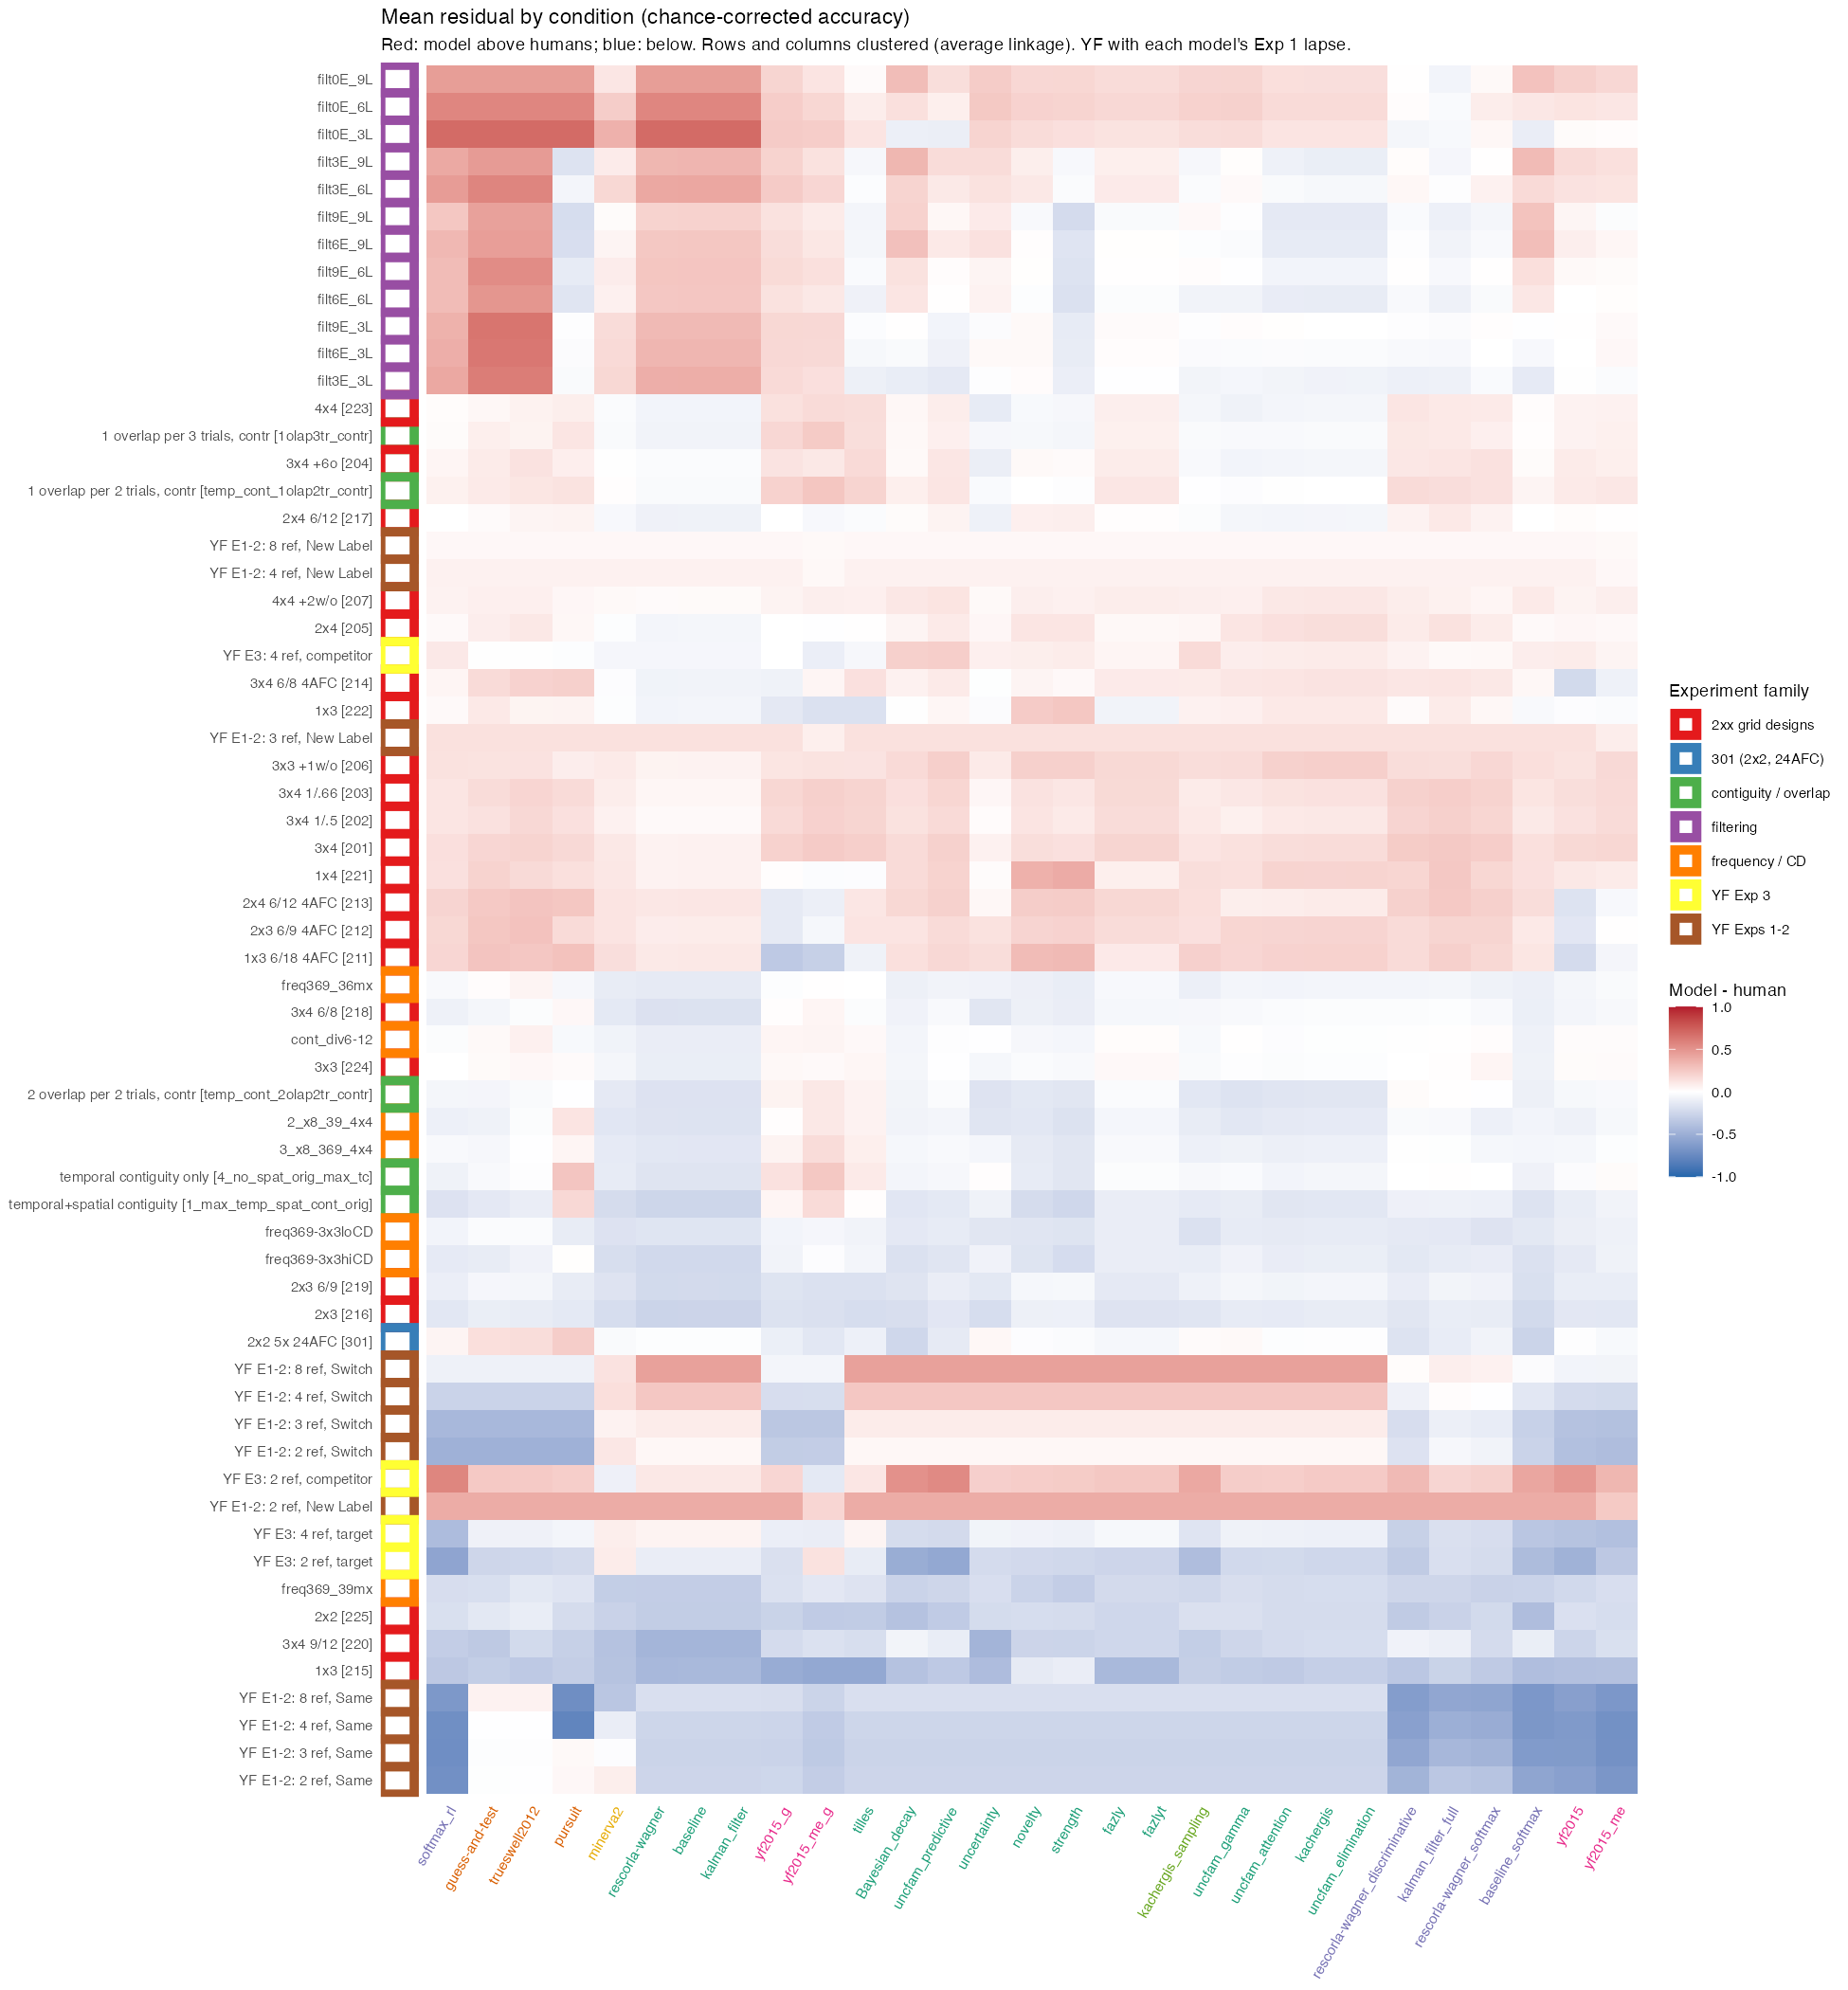 Mean residual by condition (chance-corrected accuracy)
Red: model above humans; blue: below. Rows and columns clustered (average linkage). YF with each model's Exp 1 lapse.
filt0E_9L
filt0E_6L
filt0E_3L
filt3E_9L
filt3E_6L
filt9E_9L
filt6E_9L
filt9E_6L
filt6E_6L
filt9E_3L
filt6E_3L
filt3E_3L
4x4 [223]
1 overlap per 3 trials, contr [1olap3tr_contr]
3x4 +6o [204]
1 overlap per 2 trials, contr [temp_cont_1olap2tr_contr]
2x4 6/12 [217]
YF E1-2: 8 ref, New Label
YF E1-2: 4 ref, New Label
4x4 +2w/o [207]
2x4 [205]
YF E3: 4 ref, competitor
3x4 6/8 4AFC [214]
1x3 [222]
YF E1-2: 3 ref, New Label
3x3 +1w/o [206]
3x4 1/.66 [203]
3x4 1/.5 [202]
3x4 [201]
1x4 [221]
2x4 6/12 4AFC [213]
2x3 6/9 4AFC [212]
1x3 6/18 4AFC [211]
freq369_36mx
3x4 6/8 [218]
cont_div6-12
3x3 [224]
2 overlap per 2 trials, contr [temp_cont_2olap2tr_contr]
2_x8_39_4x4
3_x8_369_4x4
temporal contiguity only [4_no_spat_orig_max_tc]
temporal+spatial contiguity [1_max_temp_spat_cont_orig]
freq369-3x3loCD
freq369-3x3hiCD
2x3 6/9 [219]
2x3 [216]
2x2 5x 24AFC [301]
YF E1-2: 8 ref, Switch
YF E1-2: 4 ref, Switch
YF E1-2: 3 ref, Switch
YF E1-2: 2 ref, Switch
YF E3: 2 ref, competitor
YF E1-2: 2 ref, New Label
YF E3: 4 ref, target
YF E3: 2 ref, target
freq369_39mx
2x2 [225]
3x4 9/12 [220]
1x3 [215]
YF E1-2: 8 ref, Same
YF E1-2: 4 ref, Same
YF E1-2: 3 ref, Same
YF E1-2: 2 ref, Same
softmax_rl
guess-and-test
trueswell2012
pursuit
minerva2
rescorla-wagner
baseline
kalman_filter
yf2015_g
yf2015_me_g
tilles
Bayesian_decay
uncfam_predictive
uncertainty
novelty
strength
fazly
fazlyt
kachergis_sampling
uncfam_gamma
uncfam_attention
kachergis
uncfam_elimination
rescorla-wagner_discriminative
kalman_filter_full
rescorla-wagner_softmax
baseline_softmax
yf2015
yf2015_me
Experiment family
2xx grid designs
301 (2x2, 24AFC)
contiguity / overlap
filtering
frequency / CD
YF Exp 3
YF Exps 1-2
Model - human
1.0
0.5
0.0
-0.5
-1.0